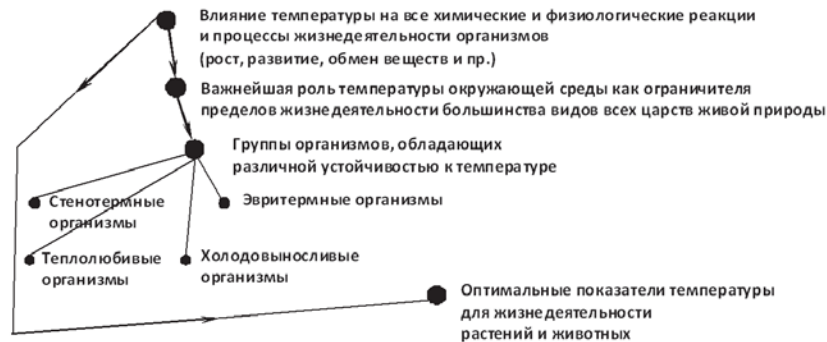 Влияние температуры на все химические и физиологические реакции
и процессы жизнедеятельности организмов
(рост, развитие, обмен веществ и пр.)
Важнейшая роль температуры окружающей среды как ограничителя
пределов жизнедеятельности большинства видов всех царств живой природы
Группы организмов, обладающих
различной устойчивостью к температуре
Стенотермные
организмы
Эвритермные организмы
Теплолюбивые
организмы
Холодовыносливые
организмы
Оптимальные показатели температуры
для жизнедеятельности
растений и животных